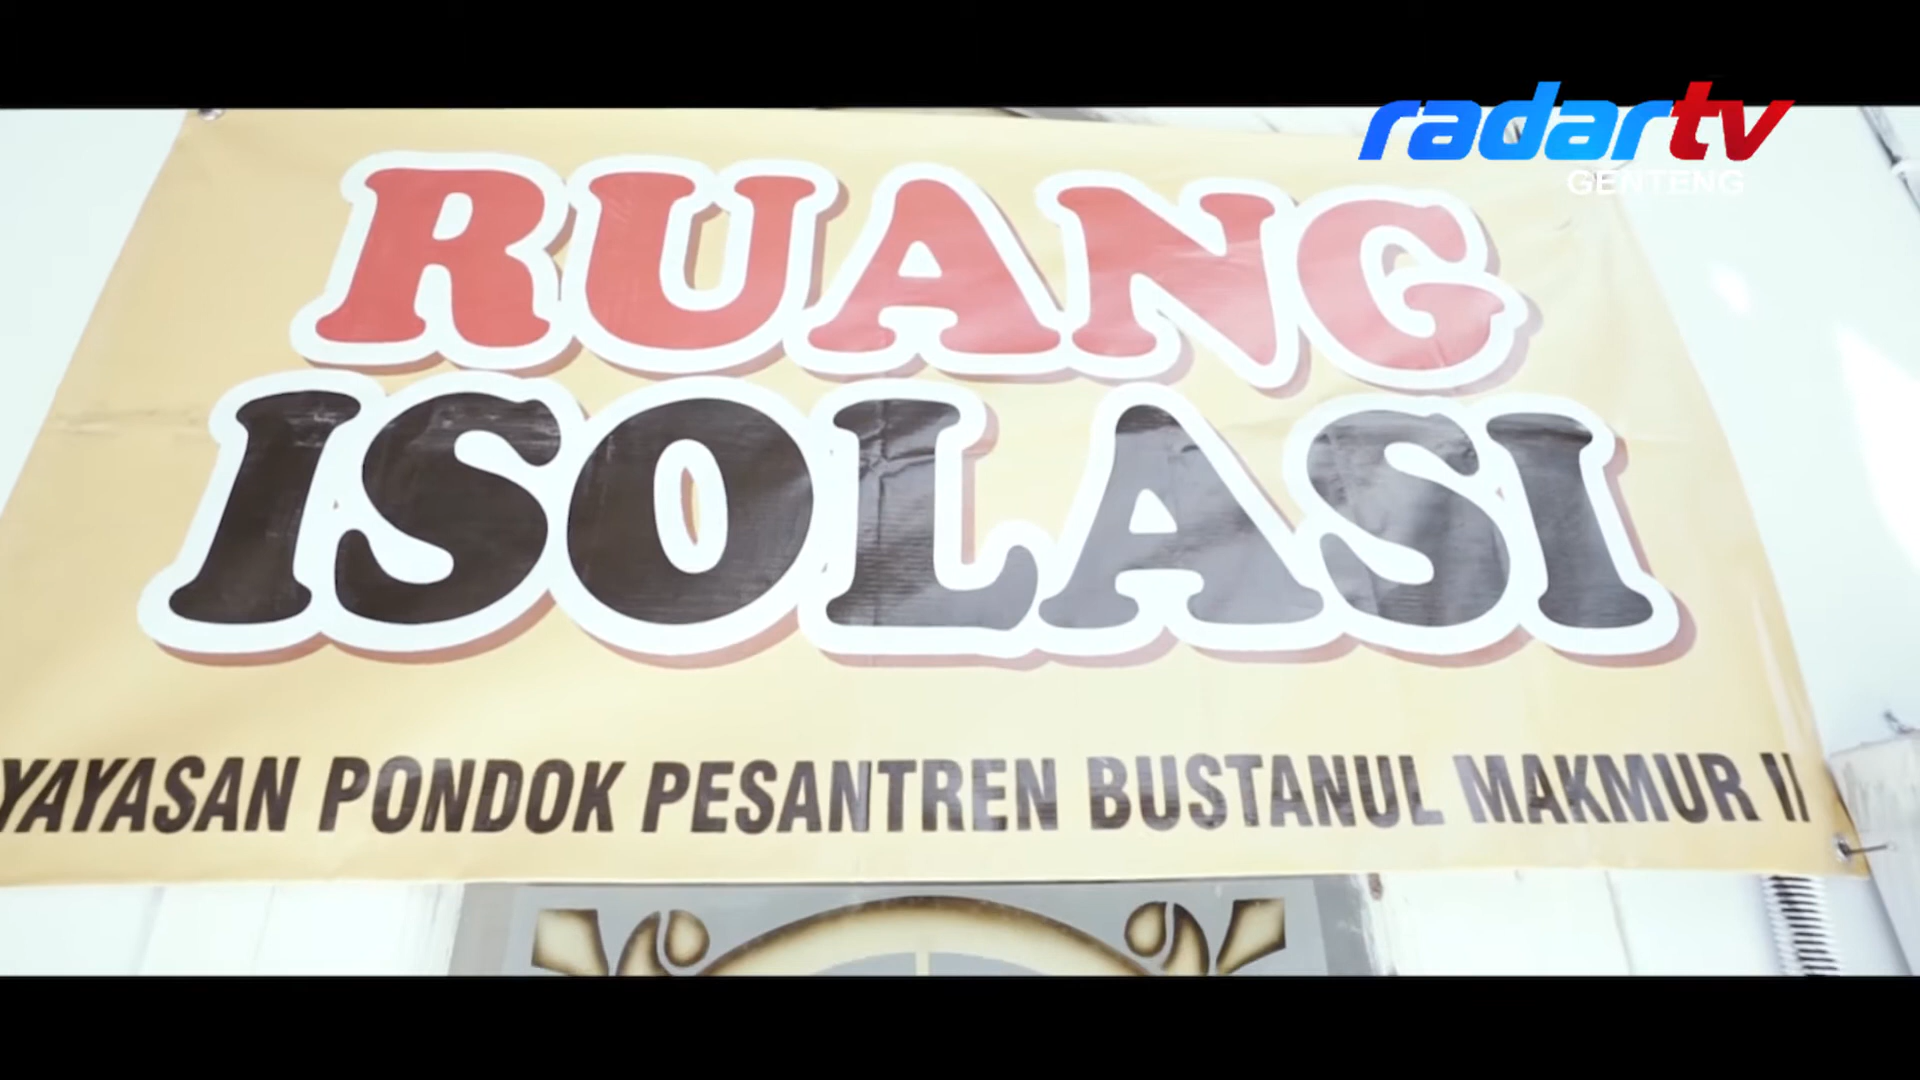 radartv
GENTENG
RUANG
ISOLASI
YAYASAN PONDOK PESANTREN BUSTANUL MAKMUR II